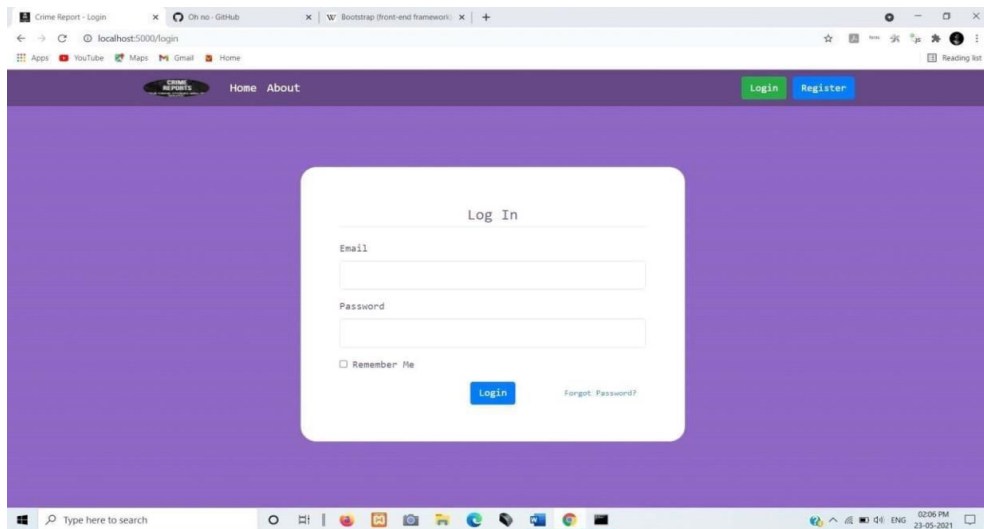 Crime Report - Login
Oh no · GitHub
W Bootstrap (front-end framework)
localhost:5000/login
Apps YouTube Maps Gmail Home
Reading list
CRIME
REPORTS
Home About
Login Register
Log In
Email
Password
Remember Me
Login
Forgot Password?
Type here to search
ENG
02:06 PM
23-05-2021